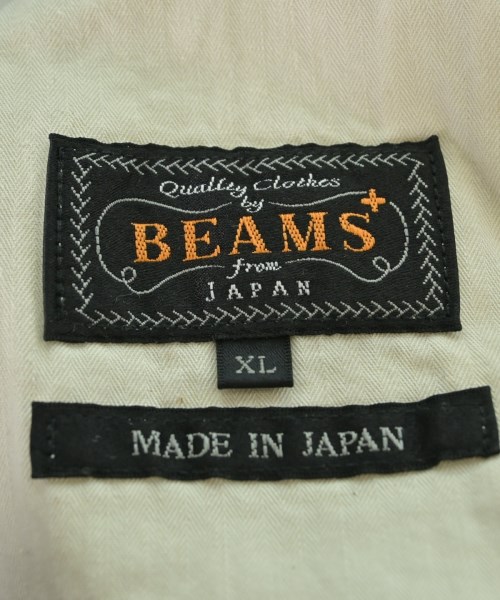 Quality Clothes
by
BEAMS+
from
JAPAN
XL
MADE IN JAPAN